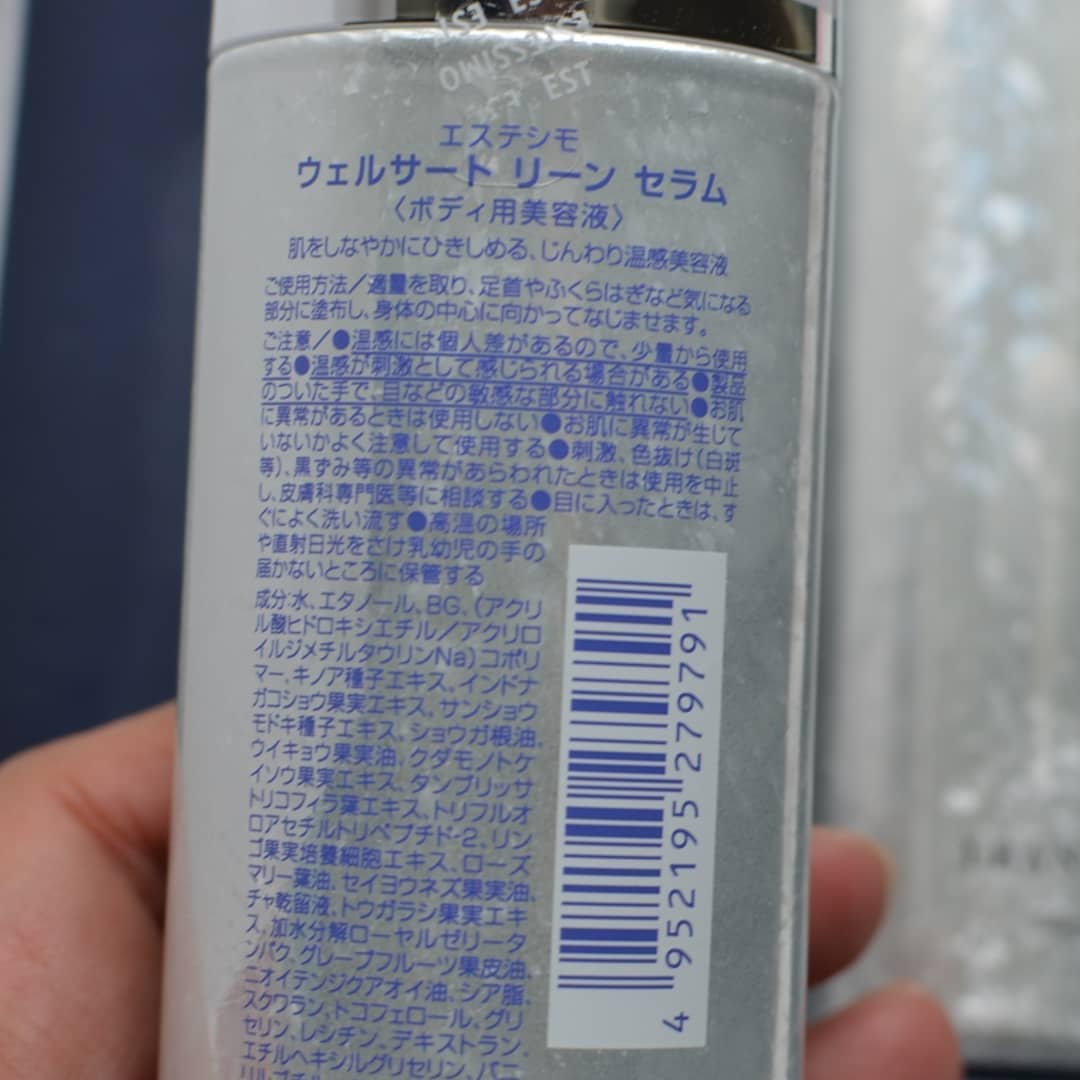 EST
エステシモ
ウェルサート リーン セラム
〈ボディ用美容液〉
肌をしなやかにひきしめる、じんわり温感美容液
ご使用方法／適量を取り、足首やふくらはぎなど気になる
部分に塗布し、身体の中心に向かってなじませます。
ご注意／●温感には個人差があるので、少量から使用
する●温感が刺激として感じられる場合がある●製品
のついた手で、目などの敏感な部分に触れない●お肌
に異常があるときは使用しない●お肌に異常が生じて
いないかよく注意して使用する●刺激、色抜け(白斑
等)、黒ずみ等の異常があらわれたときは使用を中止
し、皮膚科専門医等に相談する●目に入ったときは、す
ぐによく洗い流す●高温の場所
や直射日光をさけ乳幼児の手の
届かないところに保管する
成分:水、エタノール、BG、(アクリ
ル酸ヒドロキシエチル／アクリロ
イルジメチルタウリンNa)コポリ
マー、キノア種子エキス、インドナ
ガコショウ果実エキス、サンショウ
モドキ種子エキス、ショウガ根油、
ウイキョウ果実油、クダモノトケ
イソウ果実エキス、タンブリッサ
トリコフィラ葉エキス、トリフルオ
ロアセチルトリペプチド-2、リン
ゴ果実培養細胞エキス、ローズ
マリー葉油、セイヨウネズ果実油、
チャ乾留液、トウガラシ果実エキ
ス、加水分解ローヤルゼリータ
ンパク、グレープフルーツ果皮油、
ニオイテンジクアオイ油、シア脂、
スクワラン、トコフェロール、グリ
セリン、レシチン、デキストラン、
エチルヘキシルグリセリン、バニ
4 952195 279791